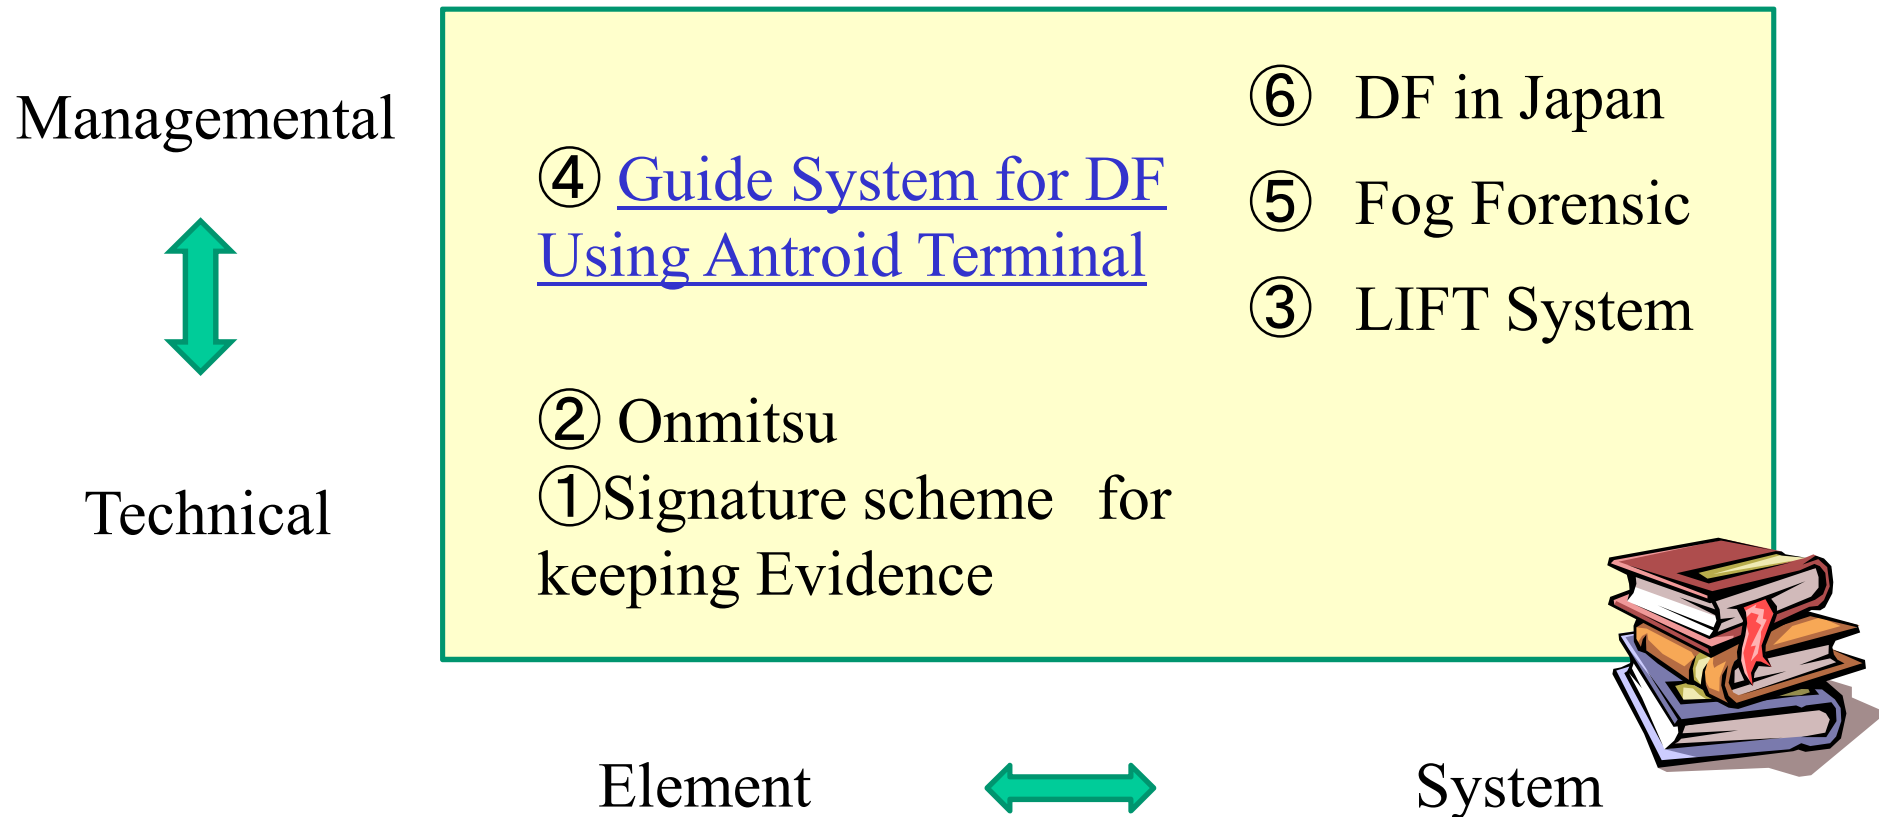 Managemental
Technical
④ Guide System for DF
Using Antroid Terminal
② Onmitsu
①Signature scheme for
keeping Evidence
⑥ DF in Japan
⑤ Fog Forensic
③ LIFT System
Element
System